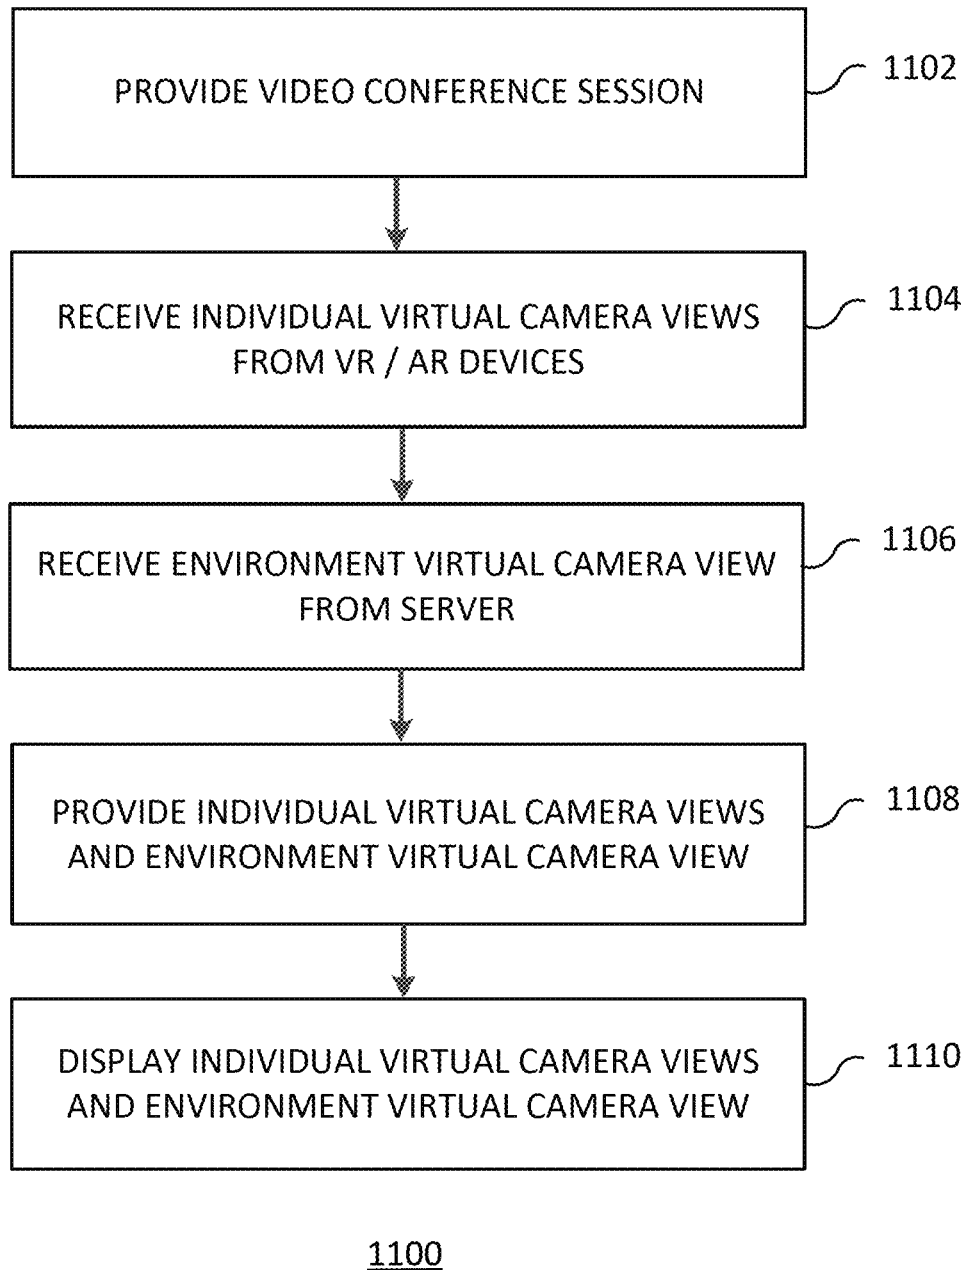 PROVIDE VIDEO CONFERENCE SESSION
1102
RECEIVE INDIVIDUAL VIRTUAL CAMERA VIEWS
FROM VR / AR DEVICES
1104
RECEIVE ENVIRONMENT VIRTUAL CAMERA VIEW
FROM SERVER
1106
PROVIDE INDIVIDUAL VIRTUAL CAMERA VIEWS
AND ENVIRONMENT VIRTUAL CAMERA VIEW
1108
DISPLAY INDIVIDUAL VIRTUAL CAMERA VIEWS
AND ENVIRONMENT VIRTUAL CAMERA VIEW
1110
1100